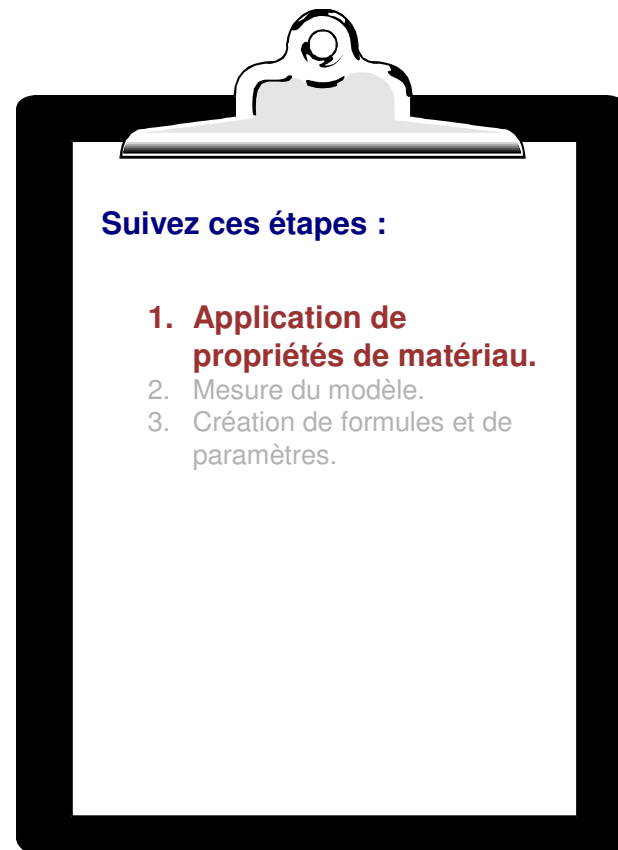 Suivez ces étapes :
1. Application de
propriétés de matériau.
2. Mesure du modèle.
3. Création de formules et de
paramètres.